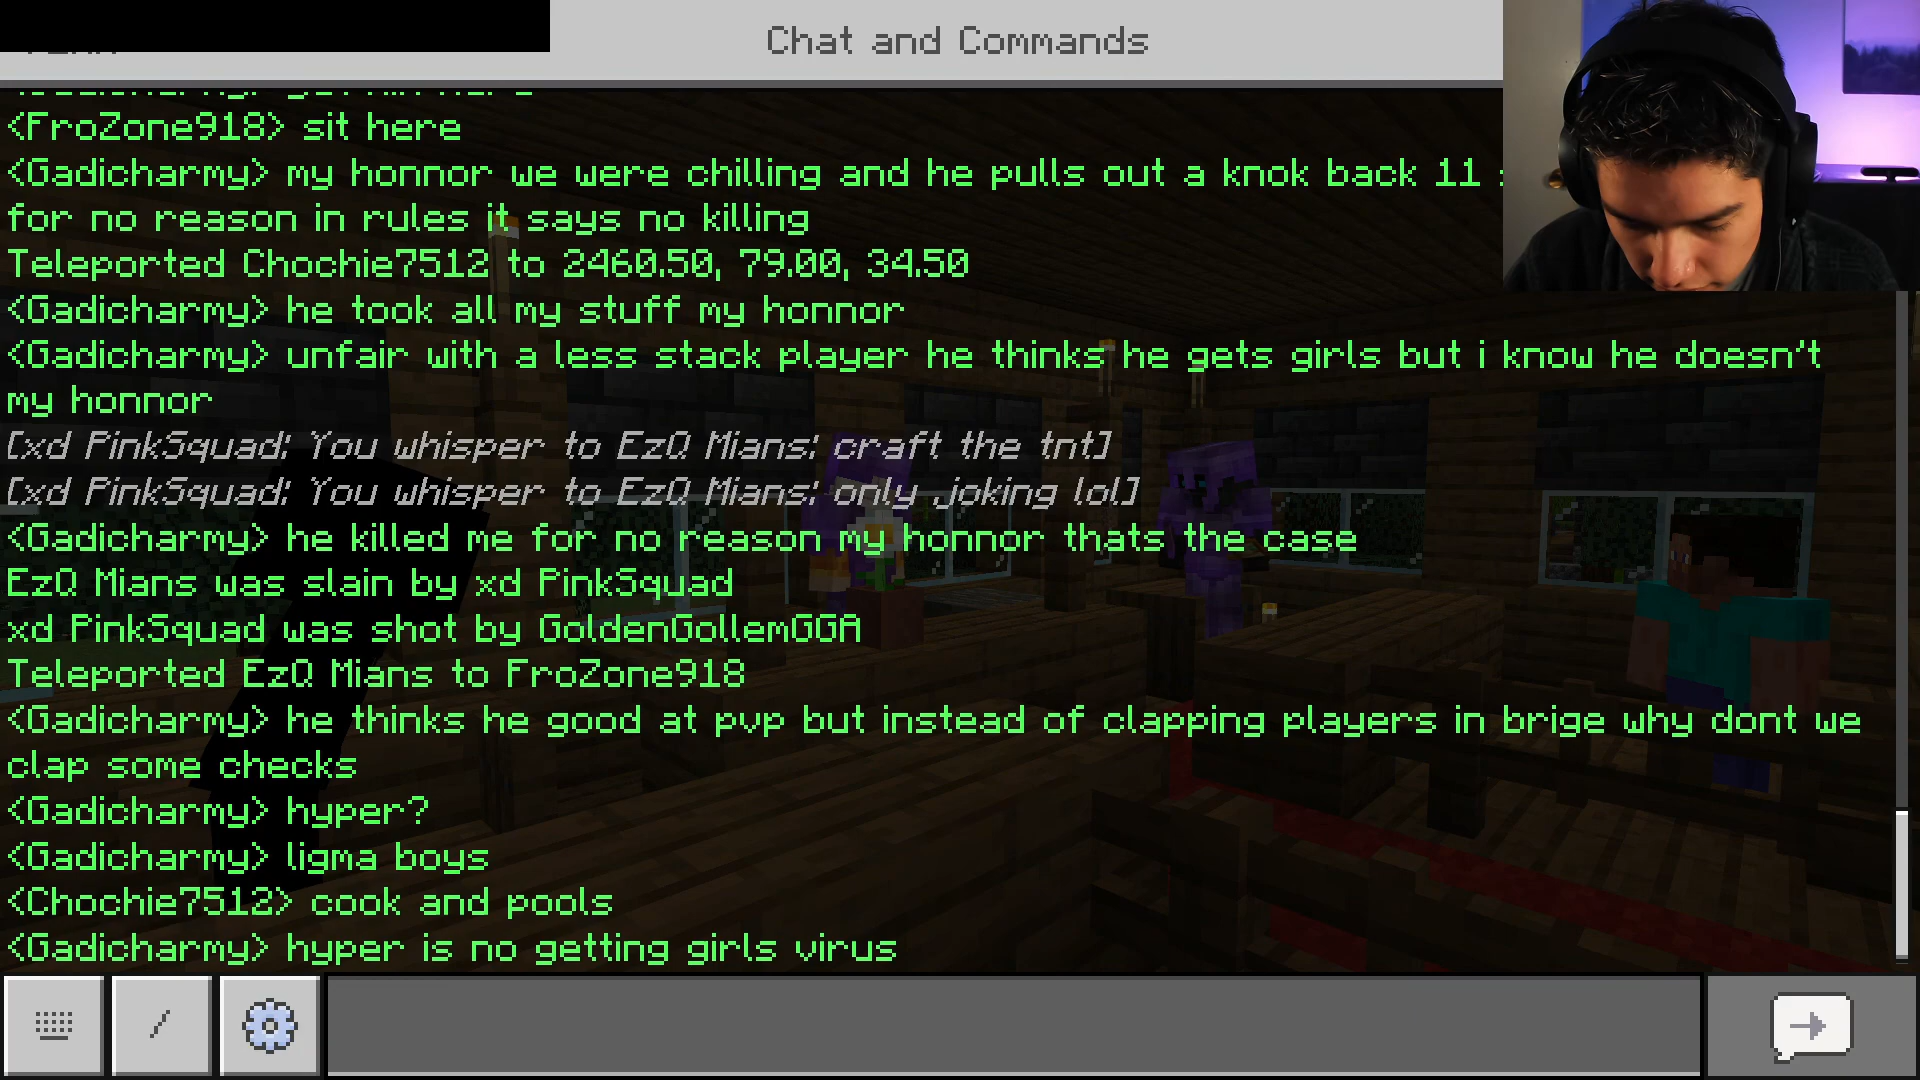 Chat and Commands
<FroZone918> sit here
<Gadicharmy> my honnor we were chilling and he pulls out a knok back 11
for no reason in rules it says no killing
Teleported Chochie7512 to 2460.50, 79.00, 34.50
<Gadicharmy> he took all my stuff my honnor
<Gadicharmy> unfair with a less stack player he thinks he gets girls but i know he doesn't
my honnor
[xd PinkSquad: You whisper to EzQ Mians: craft the tnt]
[xd PinkSquad: You whisper to EzQ Mians: only joking lol]
<Gadicharmy> he killed me for no reason my honnor thats the case
EzQ Mians was slain by xd PinkSquad
xd PinkSquad was shot by GoldenGollemGGA
Teleported EzQ Mians to FroZone918
<Gadicharmy> he thinks he good at pvp but instead of clapping players in brige why dont we
clap some checks
<Gadicharmy> hyper?
<Gadicharmy> ligma boys
<Chochie7512> cook and pools
<Gadicharmy> hyper is no getting girls virus
/